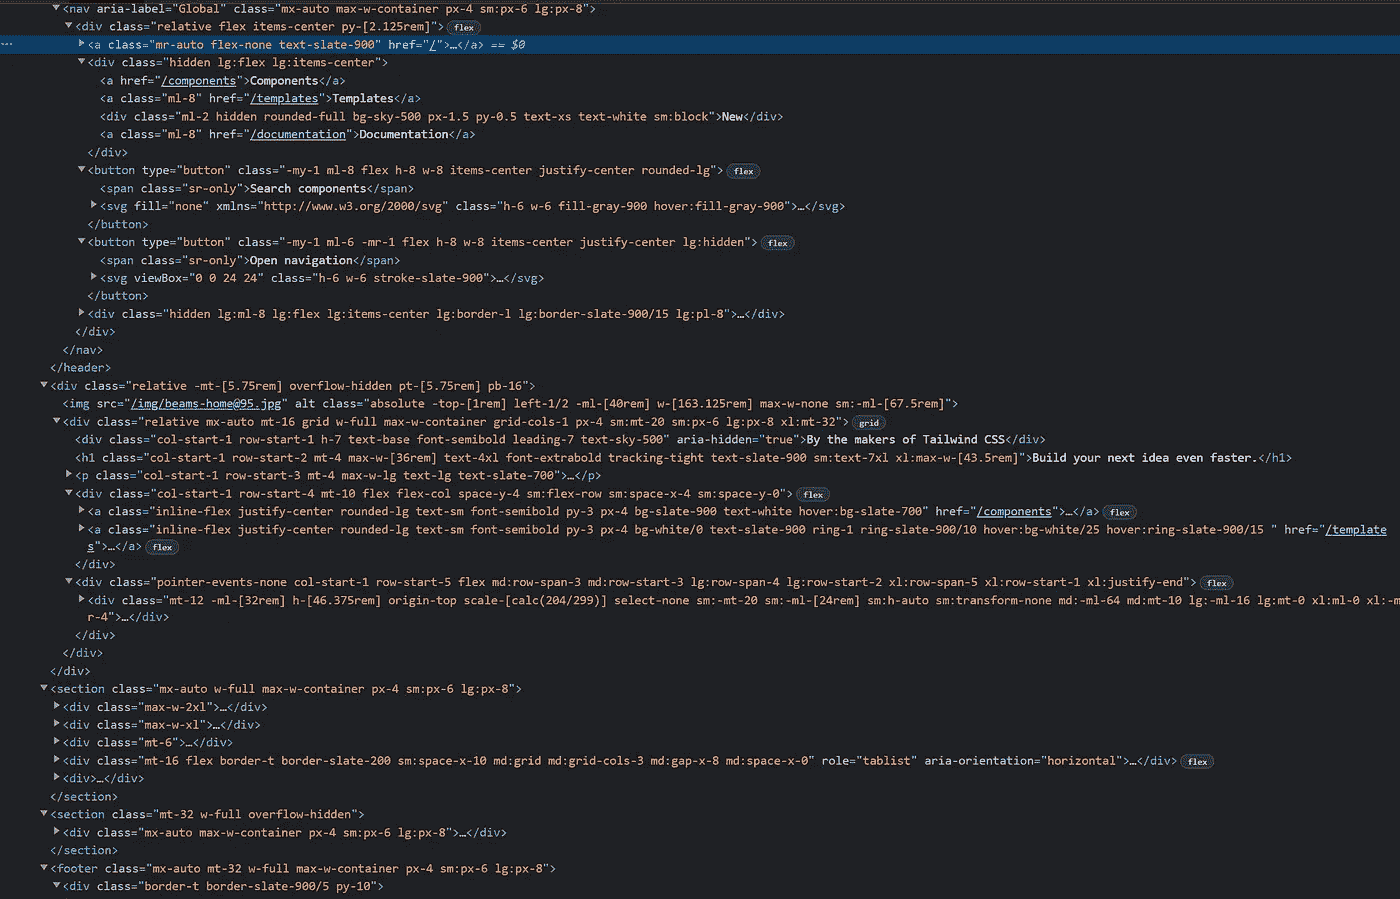 <nav aria-label="Global" class="mx-auto max-w-container px-4 sm:px-6 lg:px-8">
<div class="relative flex items-center py-[2.125rem]"> flex
… <a class="mr-auto flex-none text-slate-900" href="/">…</a> == $0
<div class="hidden lg:flex lg:items-center">
<a href="/components">Components</a>
<a class="ml-8" href="/templates">Templates</a>
<div class="ml-2 hidden rounded-full bg-sky-500 px-1.5 py-0.5 text-xs text-white sm:block">New</div>
<a class="ml-8" href="/documentation">Documentation</a>
</div>
<button type="button" class="-my-1 ml-8 flex h-8 w-8 items-center justify-center rounded-lg"> flex
<span class="sr-only">Search components</span>
<svg fill="none" xmlns="http://www.w3.org/2000/svg" class="h-6 w-6 fill-gray-900 hover:fill-gray-900">…</svg>
</button>
<button type="button" class="-my-1 ml-6 -mr-1 flex h-8 w-8 items-center justify-center lg:hidden"> flex
<span class="sr-only">Open navigation</span>
<svg viewBox="0 0 24 24" class="h-6 w-6 stroke-slate-900">…</svg>
</button>
<div class="hidden lg:ml-8 lg:flex lg:items-center lg:border-l lg:border-slate-900/15 lg:pl-8">…</div>
</div>
</nav>
</header>
<div class="relative -mt-[5.75rem] overflow-hidden pt-[5.75rem] pb-16">
<img src="/img/beams-home@95.jpg" alt class="absolute -top-[1rem] left-1/2 -ml-[40rem] w-[163.125rem] max-w-none sm:-ml-[67.5rem]">
<div class="relative mx-auto mt-16 grid w-full max-w-container grid-cols-1 px-4 sm:mt-20 sm:px-6 lg:px-8 xl:mt-32"> grid
<div class="col-start-1 row-start-1 h-7 text-base font-semibold leading-7 text-sky-500" aria-hidden="true">By the makers of Tailwind CSS</div>
<h1 class="col-start-1 row-start-2 mt-4 max-w-[36rem] text-4xl font-extrabold tracking-tight text-slate-900 sm:text-7xl xl:max-w-[43.5rem]">Build your next idea even faster.</h1>
<p class="col-start-1 row-start-3 mt-4 max-w-lg text-lg text-slate-700">…</p>
<div class="col-start-1 row-start-4 mt-10 flex flex-col space-y-4 sm:flex-row sm:space-x-4 sm:space-y-0"> flex
<a class="inline-flex justify-center rounded-lg text-sm font-semibold py-3 px-4 bg-slate-900 text-white hover:bg-slate-700" href="/components">…</a> flex
<a class="inline-flex justify-center rounded-lg text-sm font-semibold py-3 px-4 bg-white/0 text-slate-900 ring-1 ring-slate-900/10 hover:bg-white/25 hover:ring-slate-900/15 " href="/template
s">…</a> flex
</div>
<div class="pointer-events-none col-start-1 row-start-5 flex md:row-span-3 md:row-start-3 lg:row-span-4 lg:row-start-2 xl:row-span-5 xl:row-start-1 xl:justify-end"> flex
<div class="mt-12 -ml-[32rem] h-[46.375rem] origin-top scale-[calc(204/299)] select-none sm:-mt-20 sm:-ml-[24rem] sm:h-auto sm:transform-none md:-ml-64 md:mt-10 lg:-ml-16 lg:mt-0 xl:ml-0 xl:-m
r-4">…</div>
</div>
</div>
</div>
<section class="mx-auto w-full max-w-container px-4 sm:px-6 lg:px-8">
<div class="max-w-2xl">…</div>
<div class="max-w-xl">…</div>
<div class="mt-6">…</div>
<div class="mt-16 flex border-t border-slate-200 sm:space-x-10 md:grid md:grid-cols-3 md:gap-x-8 md:space-x-0" role="tablist" aria-orientation="horizontal">…</div> flex
<div>…</div>
</section>
<section class="mt-32 w-full overflow-hidden">
<div class="mx-auto max-w-container px-4 sm:px-6 lg:px-8">…</div>
</section>
<footer class="mx-auto mt-32 w-full max-w-container px-4 sm:px-6 lg:px-8">
<div class="border-t border-slate-900/5 py-10">